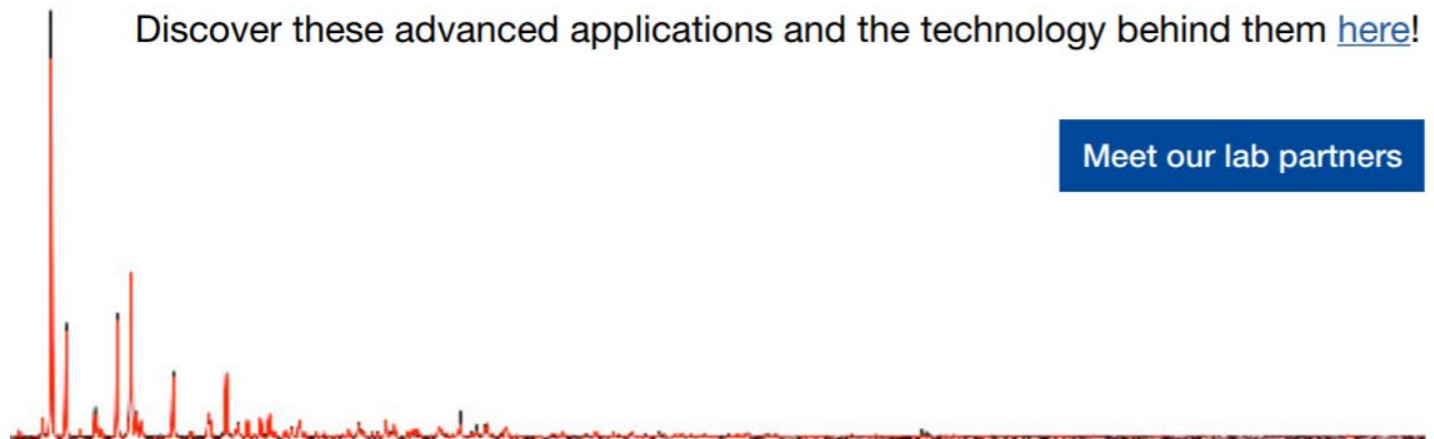 Discover these advanced applications and the technology behind them here!
Meet our lab partners